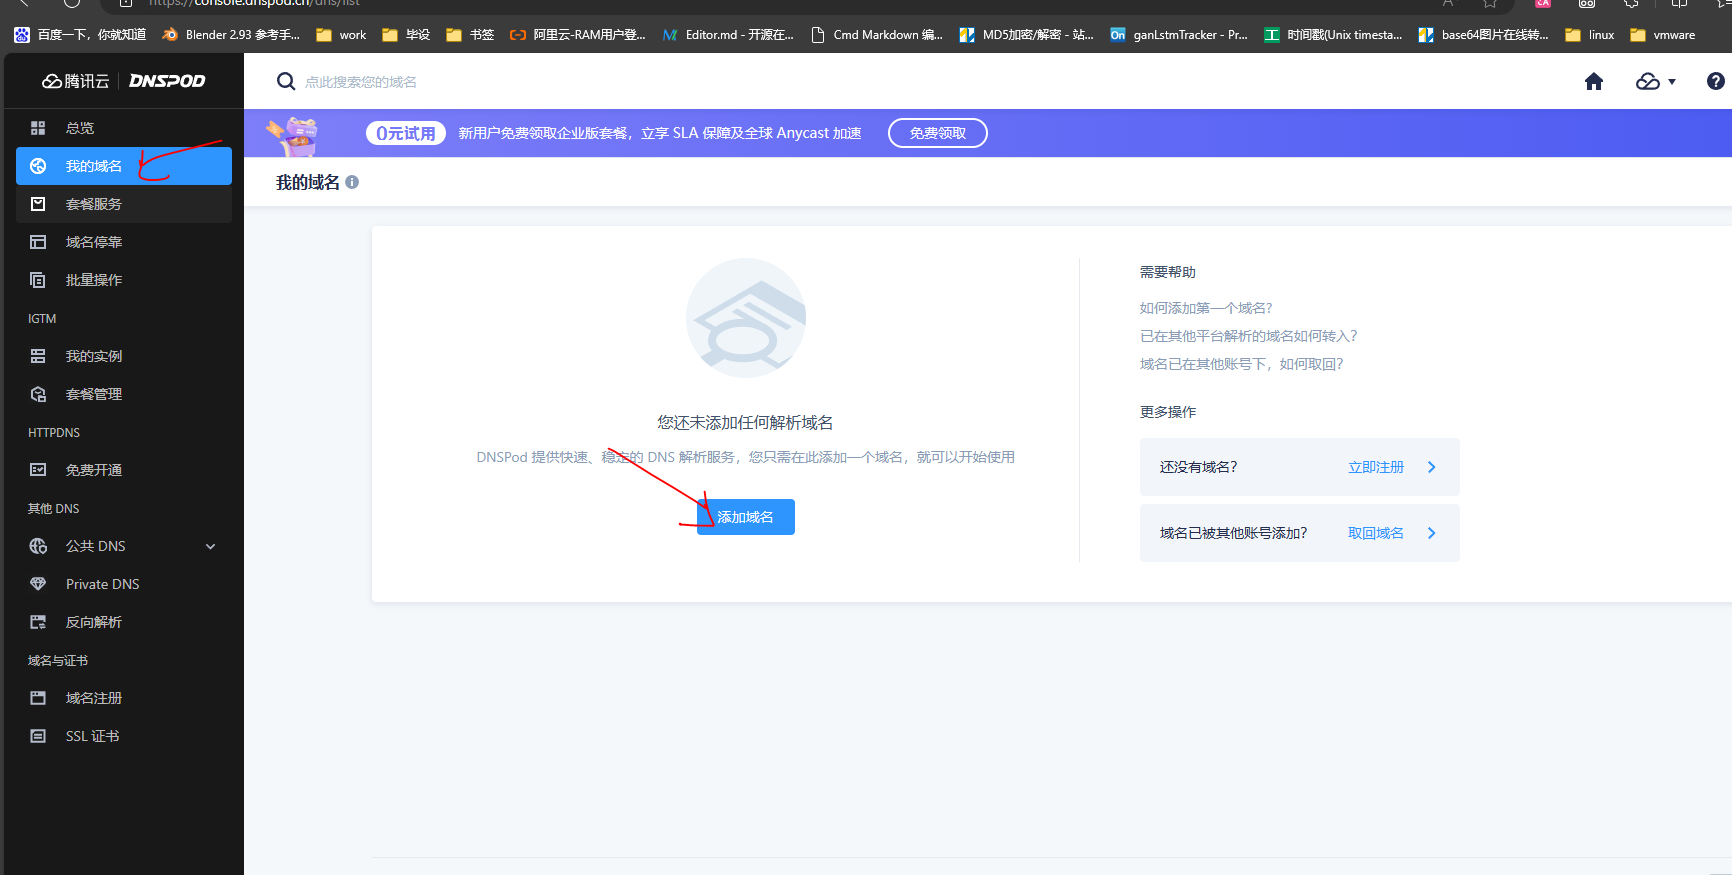 https://console.dnspod.cn/dns/list
百度一下，你就知道
Blender 2.93 参考手...
work
毕设
书签
阿里云-RAM用户登...
Editor.md - 开源在...
Cmd Markdown 编...
MD5加密/解密 - 站...
ganLstmTracker - Pr...
时间戳(Unix timesta...
base64图片在线转...
linux
vmware
腾讯云 DNSPOD
点此搜索您的域名
总览
我的域名
套餐服务
域名停靠
批量操作
IGTM
我的实例
套餐管理
HTTPDNS
免费开通
其他 DNS
公共 DNS
Private DNS
反向解析
域名与证书
域名注册
SSL 证书
0元试用 新用户免费领取企业版套餐，立享 SLA 保障及全球 Anycast 加速 免费领取
我的域名
您还未添加任何解析域名
DNSPod 提供快速、稳定的 DNS 解析服务，您只需在此添加一个域名，就可以开始使用
添加域名
需要帮助
如何添加第一个域名?
已在其他平台解析的域名如何转入?
域名已在其他账号下，如何取回?
更多操作
还没有域名? 立即注册
域名已被其他账号添加? 取回域名